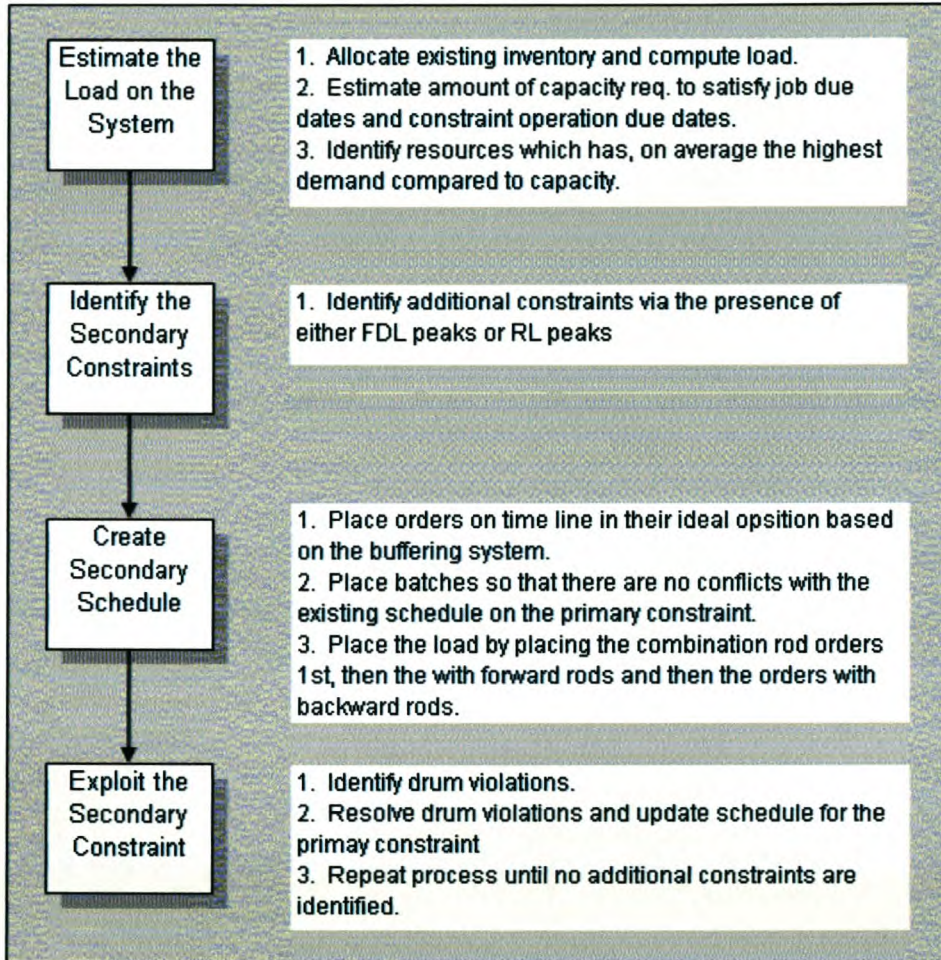 Estimate the
Load on the
System
1. Allocate existing inventory and compute load.
2. Estimate amount of capacity req. to satisfy job due
dates and constraint operation due dates.
3. Identify resources which has, on average the highest
demand compared to capacity.
Identify the
Secondary
Constraints
1. Identify additional constraints via the presence of
either FDL peaks or RL peaks
Create
Secondary
Schedule
1. Place orders on time line in their ideal opsition based
on the buffering system.
2. Place batches so that there are no conflicts with the
existing schedule on the primary constraint.
3. Place the load by placing the combination rod orders
1st, then the with forward rods and then the orders with
backward rods.
Exploit the
Secondary
Constraint
1. Identify drum violations.
2. Resolve drum violations and update schedule for the
primay constraint
3. Repeat process until no additional constraints are
identified.